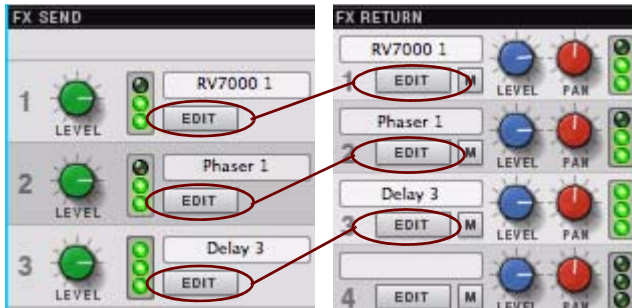 FX SEND
RV7000 1
1
EDIT
LEVEL
Phaser 1
2
EDIT
LEVEL
Delay 3
3
EDIT
LEVEL
FX RETURN
RV7000 1
1 EDIT M LEVEL PAN
Phaser 1
2 EDIT M LEVEL PAN
Delay 3
3 EDIT M LEVEL PAN
4 EDIT M LEVEL PAN